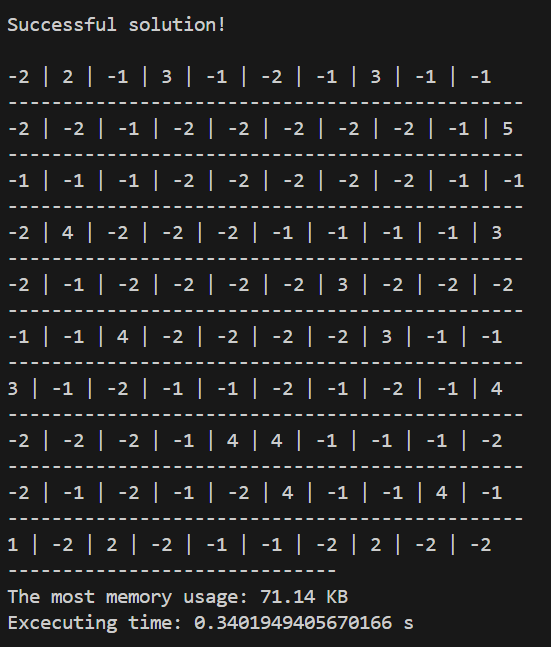 Successful solution!
-2 | 2 | -1 | 3 | -1 | -2 | -1 | 3 | -1 | -1
---------------------------------------------------
-2 | -2 | -1 | -2 | -2 | -2 | -2 | -2 | -1 | 5
---------------------------------------------------
-1 | -1 | -1 | -2 | -2 | -2 | -2 | -2 | -1 | -1
---------------------------------------------------
-2 | 4 | -2 | -2 | -2 | -1 | -1 | -1 | -1 | 3
---------------------------------------------------
-2 | -1 | -2 | -2 | -2 | -2 | 3 | -2 | -2 | -2
---------------------------------------------------
-1 | -1 | 4 | -2 | -2 | -2 | -2 | 3 | -1 | -1
---------------------------------------------------
3 | -1 | -2 | -1 | -1 | -2 | -1 | -2 | -1 | 4
---------------------------------------------------
-2 | -2 | -2 | -1 | 4 | 4 | -1 | -1 | -1 | -2
---------------------------------------------------
-2 | -1 | -2 | -1 | -2 | 4 | -1 | -1 | 4 | -1
---------------------------------------------------
1 | -2 | 2 | -2 | -1 | -1 | -2 | 2 | -2 | -2
-----------------------------
The most memory usage: 71.14 KB
Excecuting time: 0.3401949405670166 s